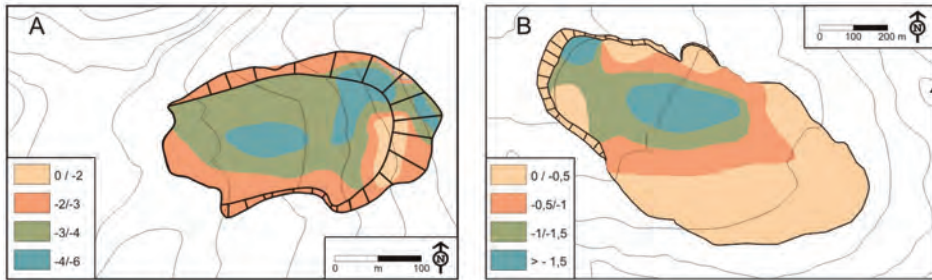 A
0 / -2
-2/-3
-3/-4
-4/-6
N
0 m 100
B
0 100 200 m
N
0 / -0,5
-0,5/-1
-1/-1,5
> - 1,5